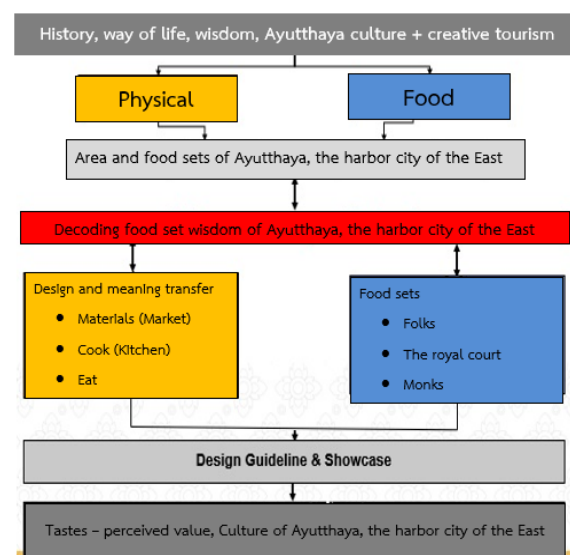 History, way of life, wisdom, Ayutthaya culture + creative tourism
Physical
Food
Area and food sets of Ayutthaya, the harbor city of the East
Decoding food set wisdom of Ayutthaya, the harbor city of the East
Design and meaning transfer
• Materials (Market)
• Cook (Kitchen)
• Eat
Food sets
• Folks
• The royal court
• Monks
Design Guideline & Showcase
Tastes – perceived value, Culture of Ayutthaya, the harbor city of the East